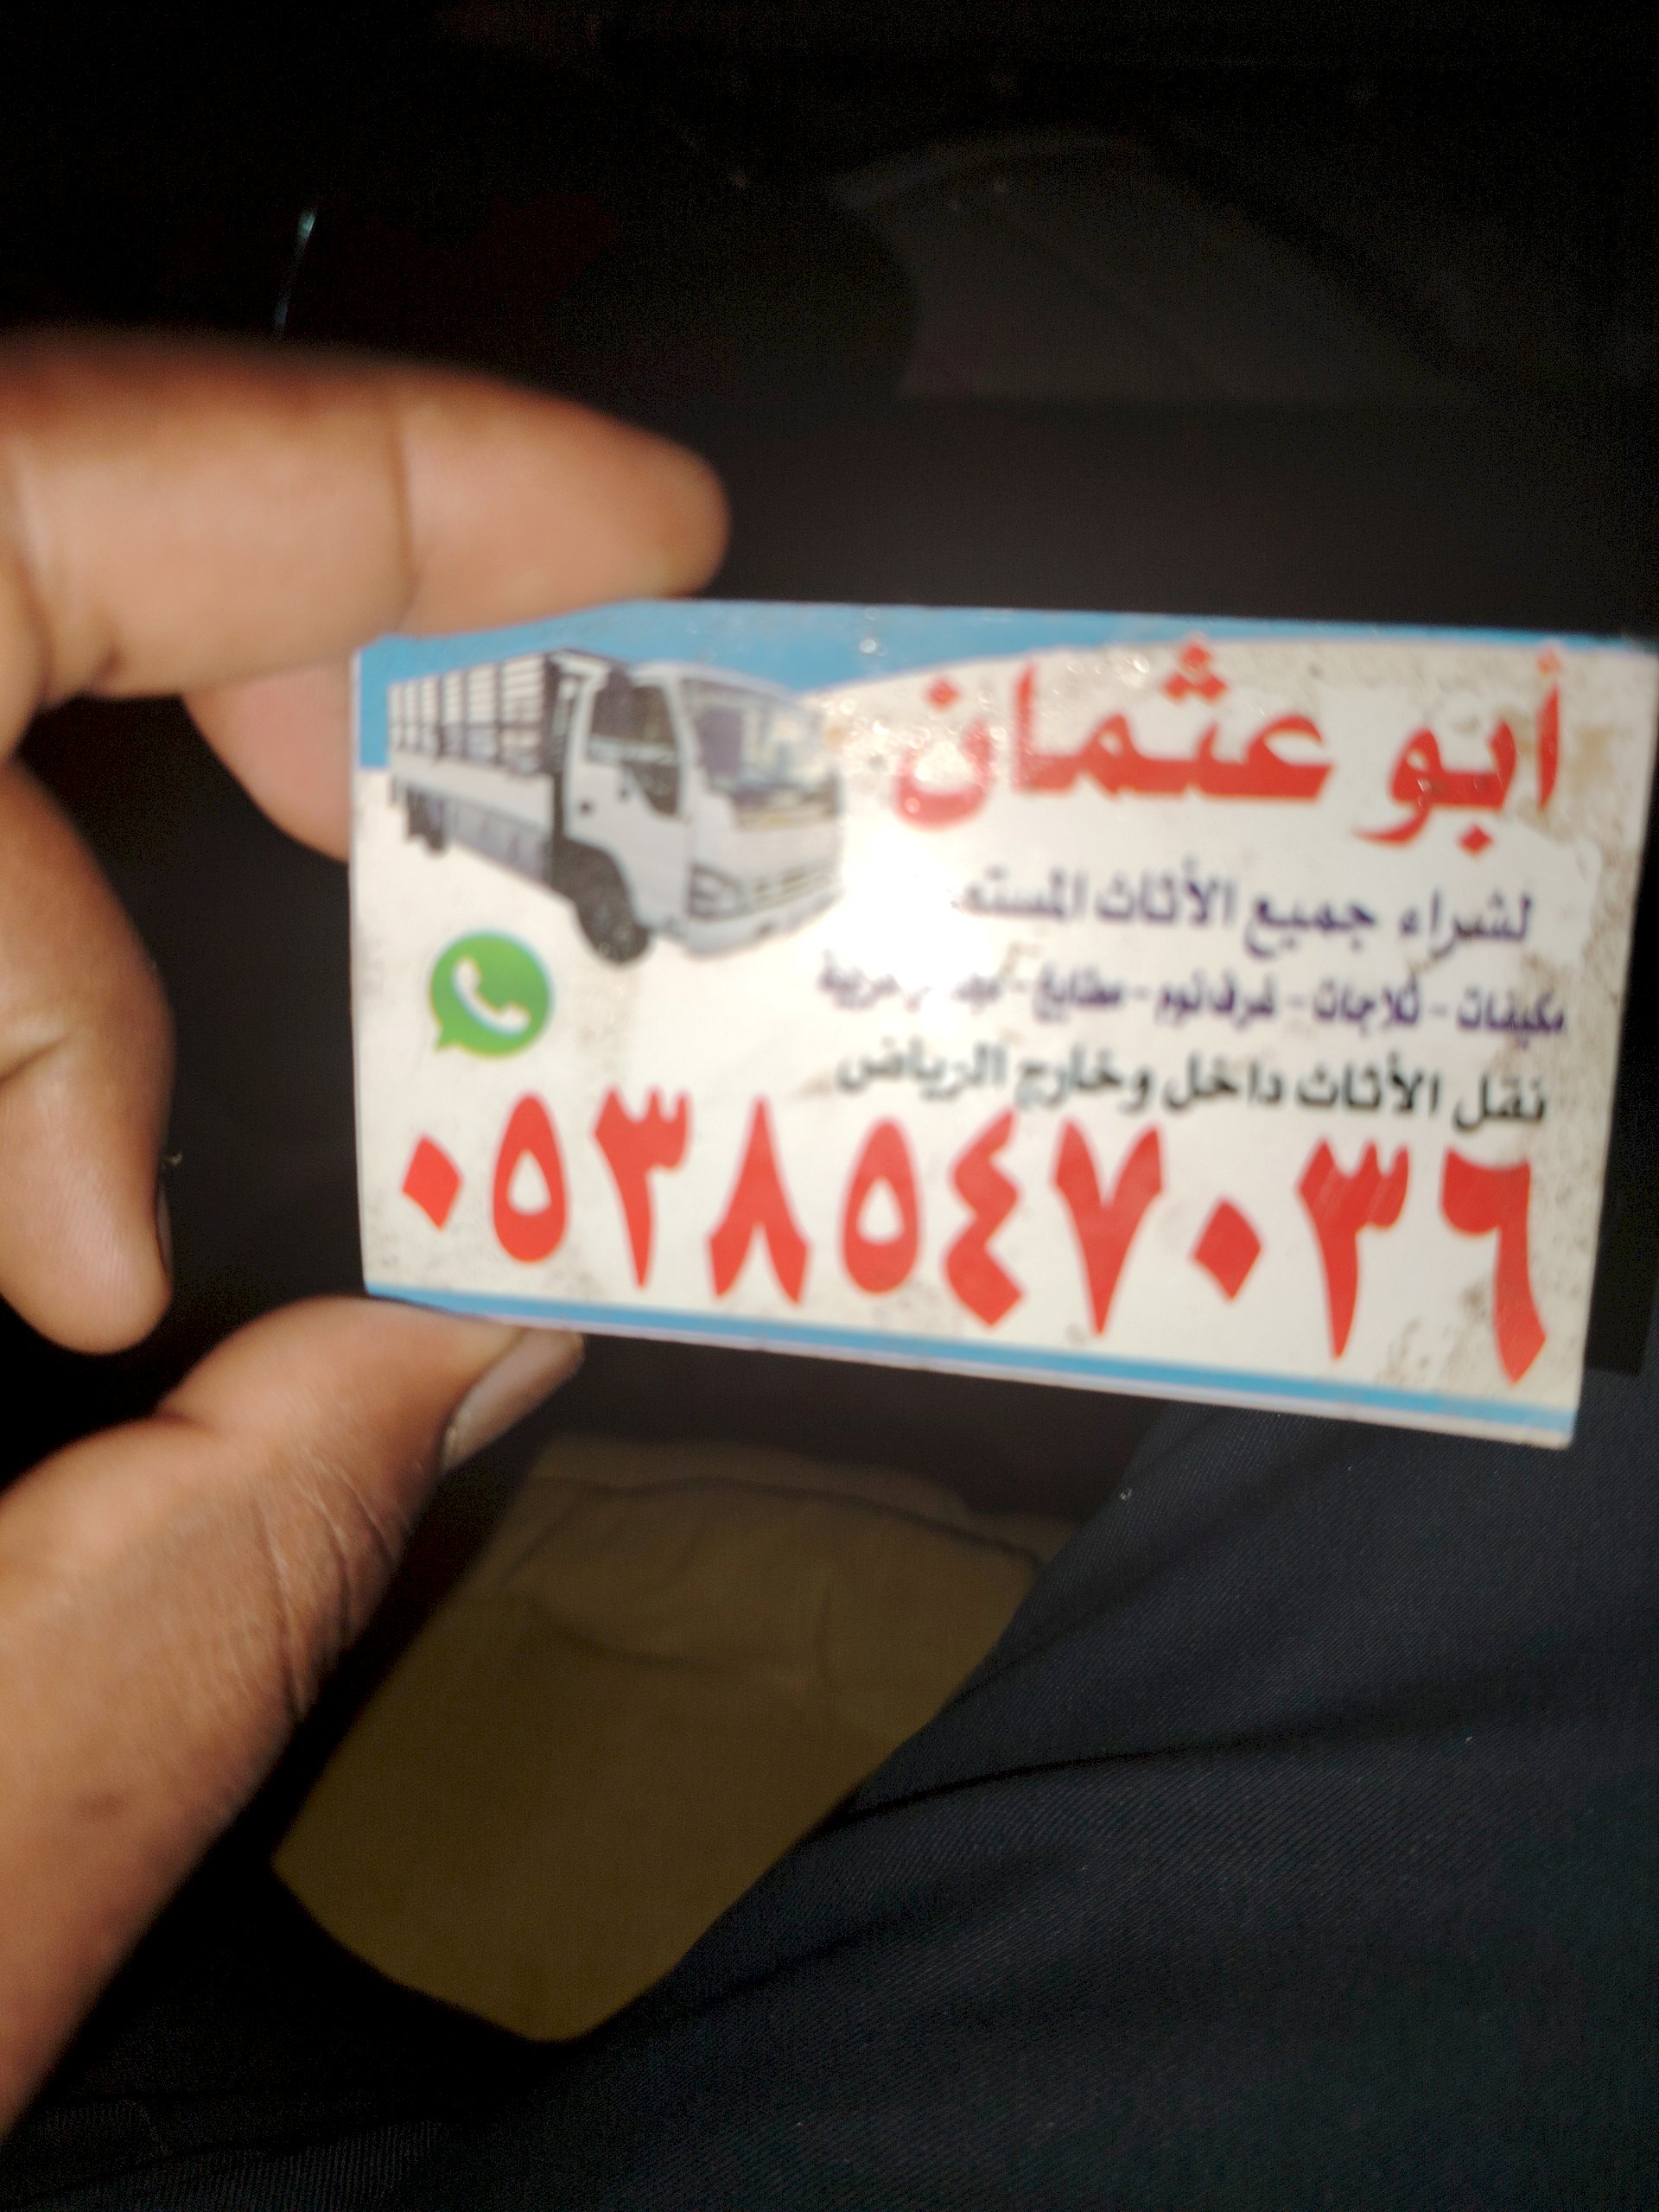 أبو عثمان
لشراء جميع الأثاث
مكيفات - ثلاجات - غرف نوم - مطابخ -
نقل الأثاث داخل وخارج الرياض
٠٥٣٨٥٤٧٠٣٦